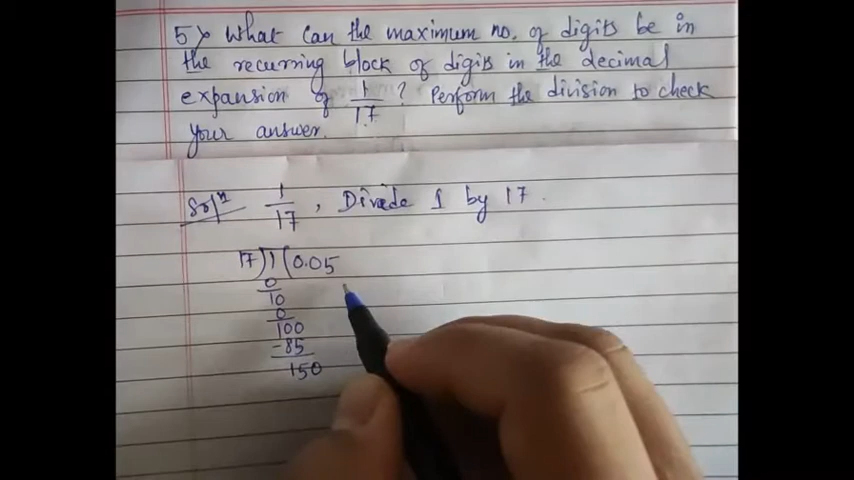 5> What can the maximum no. of digits be in
the recurring block of digits in the decimal
expansion of 1/17? Perform the division to check
your answer.
Solⁿ 1/17, Divide 1 by 17.
17)1(0.05
0
10
0
100
-85
150